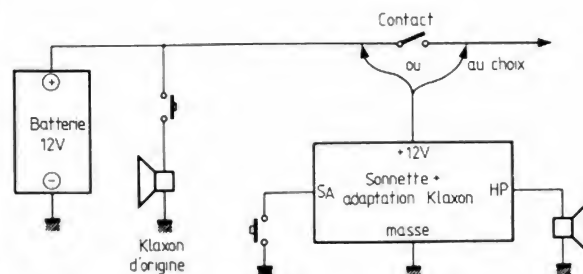 Contact
ou
au choix
+
Batterie
12V
−
Klaxon
d'origine
+12V
SA
Sonnette +
adaptation Klaxon
HP
masse